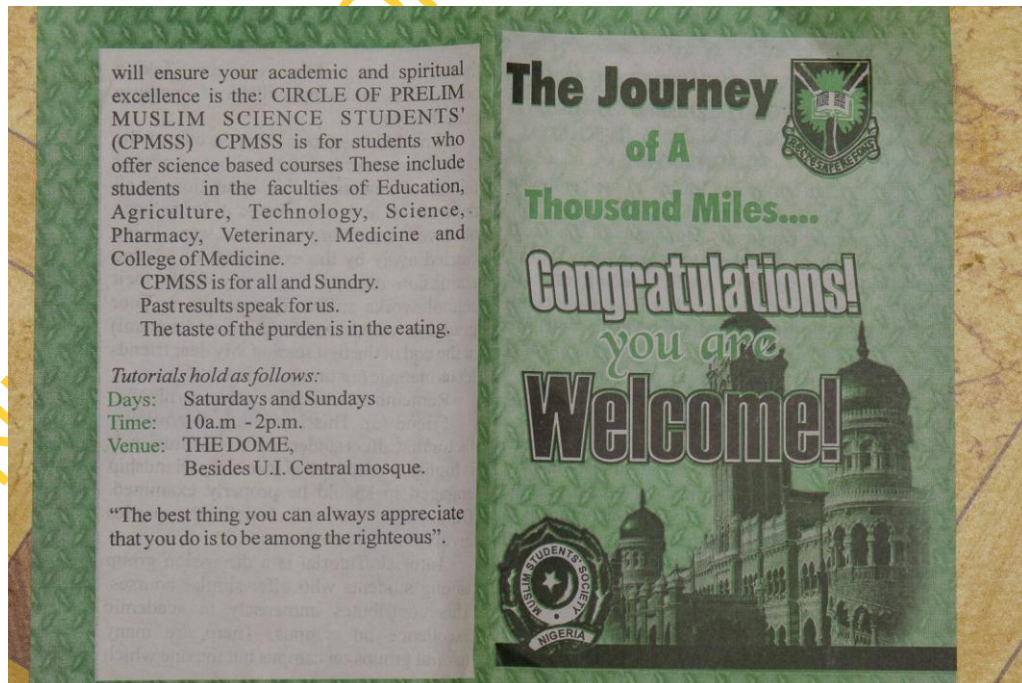 will ensure your academic and spiritual
excellence is the: CIRCLE OF PRELIM
MUSLIM SCIENCE STUDENTS'
(CPMSS) CPMSS is for students who
offer science based courses These include
students in the faculties of Education,
Agriculture, Technology, Science,
Pharmacy, Veterinary. Medicine and
College of Medicine.
CPMSS is for all and Sundry.
Past results speak for us.
The taste of the purden is in the eating.
Tutorials hold as follows:
Days: Saturdays and Sundays
Time: 10a.m - 2p.m.
Venue: THE DOME,
Besides U.I. Central mosque.
“The best thing you can always appreciate
that you do is to be among the righteous”.
The Journey
of A
Thousand Miles....
RECTE SAPERE FONS
Congratulations!
you are
Welcome!
MUSLIM STUDENTS' SOCIETY
NIGERIA